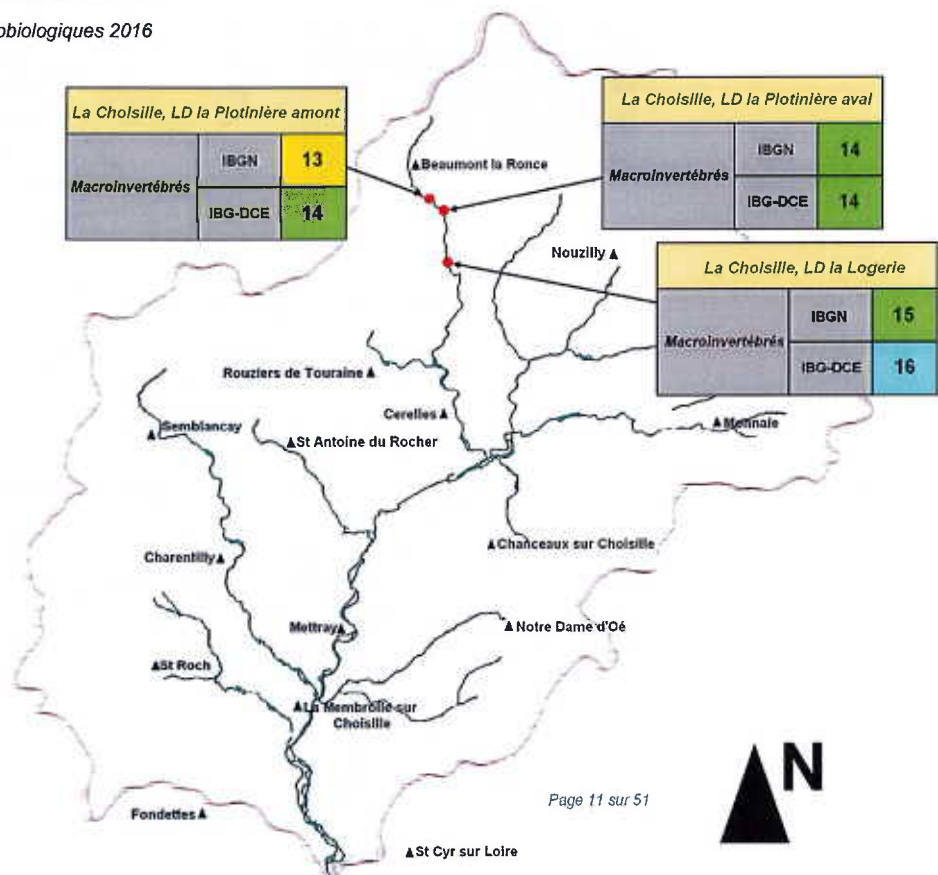 obiologiques 2016
La Choisille, LD la Plotinière amont
Macroinvertébrés
IBGN
13
IBG-DCE
14
La Choisille, LD la Plotinière aval
Macroinvertébrés
IBGN
14
IBG-DCE
14
Beaumont la Ronce
Nouzilly
La Choisille, LD la Logerie
Macroinvertébrés
IBGN
15
IBG-DCE
16
Rouziers de Touraine
Cerelles
Monnaie
Semblancay
St Antoine du Rocher
Chanceaux sur Choisille
Charentilly
Mettray
Notre Dame d'Oé
St Roch
La Membrolle sur
Choisille
N
Page 11 sur 51
Fondettes
St Cyr sur Loire